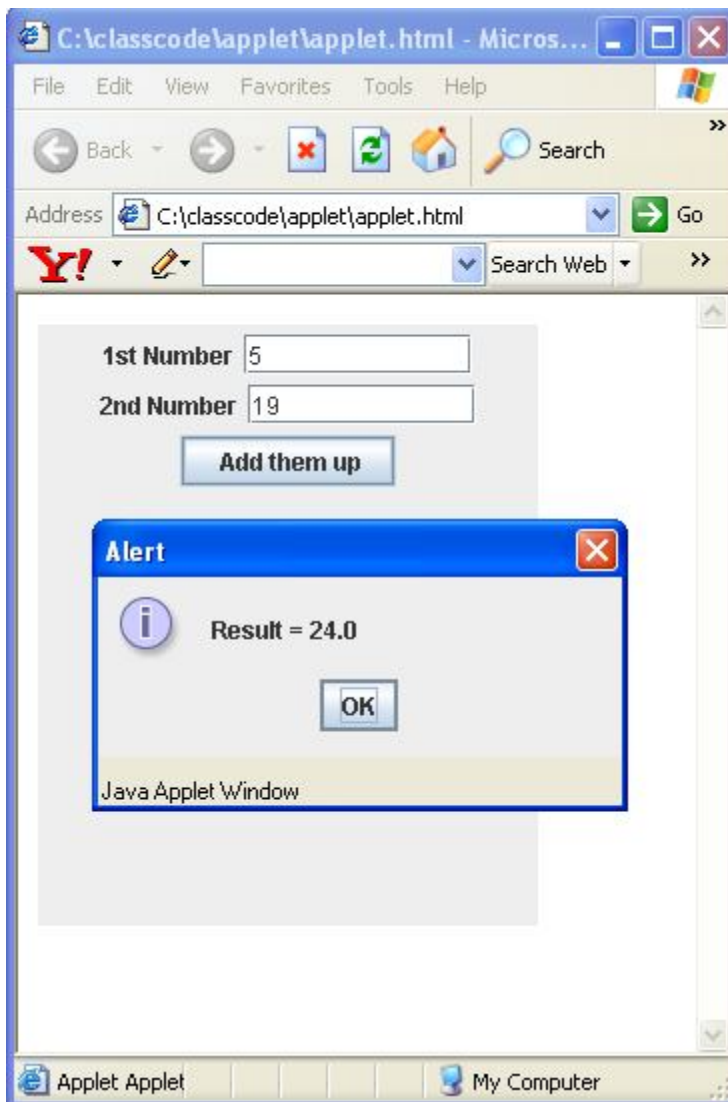 C:\classcode\applet\applet.html - Micros...
File Edit View Favorites Tools Help
Back Search »
Address C:\classcode\applet\applet.html Go
Y! Search Web »
1st Number 5
2nd Number 19
Add them up
Alert
i Result = 24.0
OK
Java Applet Window
Applet Applet My Computer